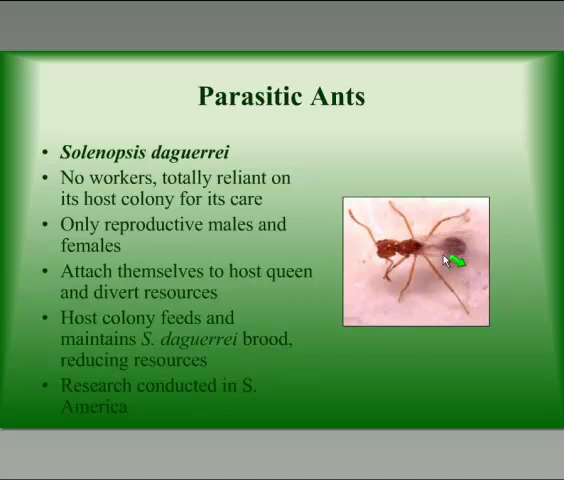 Parasitic Ants
• Solenopsis daguerrei
• No workers, totally reliant on
its host colony for its care
• Only reproductive males and
females
• Attach themselves to host queen
and divert resources
• Host colony feeds and
maintains S. daguerrei brood,
reducing resources
• Research conducted in S.
America